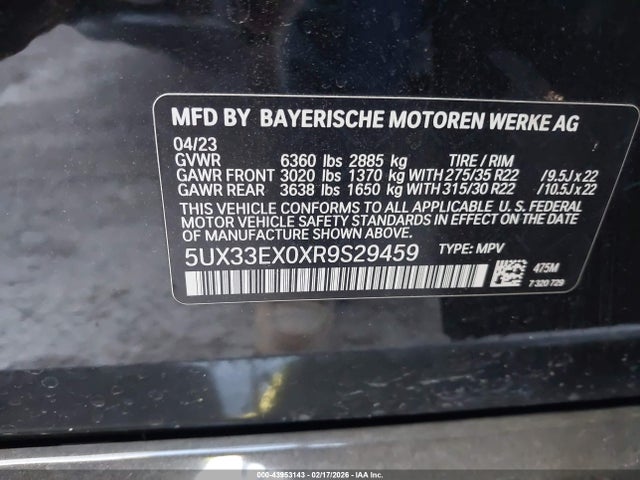 MFD BY BAYERISCHE MOTOREN WERKE AG
04/23
GVWR 6360 lbs 2885 kg TIRE / RIM
GAWR FRONT 3020 lbs 1370 kg WITH 275/35 R22 / 9.5J x 22
GAWR REAR 3638 lbs 1650 kg WITH 315/30 R22 / 10.5J x 22
THIS VEHICLE CONFORMS TO ALL APPLICABLE U. S. FEDERAL
MOTOR VEHICLE SAFETY STANDARDS IN EFFECT ON THE DATE
OF MANUFACTURE SHOWN ABOVE.
5UX33EX0XR9S29459 TYPE: MPV
475M
7 320 729
000-43953143 - 02/17/2026 - IAA Inc.